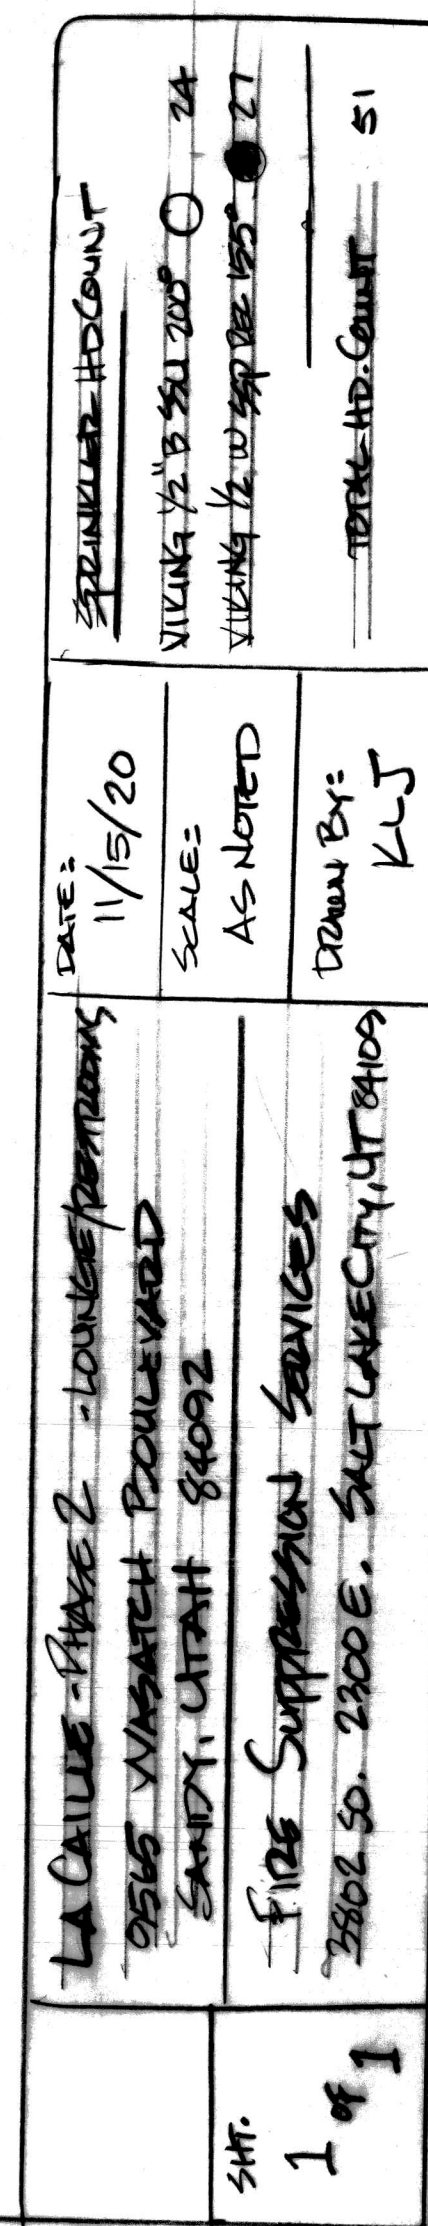 SPRINKLER HD COUNT
VIKING 1/2" B SSU 200° 24
VIKING 1/2 W SSP REC 155° 27
TOTAL HD. COUNT 51
DATE:
11/15/20
SCALE:
AS NOTED
DRAWN BY:
KLJ
LA CAILLE - PHASE 2 - LOUNGE/RESTROOMS
9565 WASATCH BOULEVARD
SANDY, UTAH 84092
FIRE SUPPRESSION SERVICES
3802 SO. 2300 E. SALT LAKE CITY, UT 84109
SHT.
1 OF 1